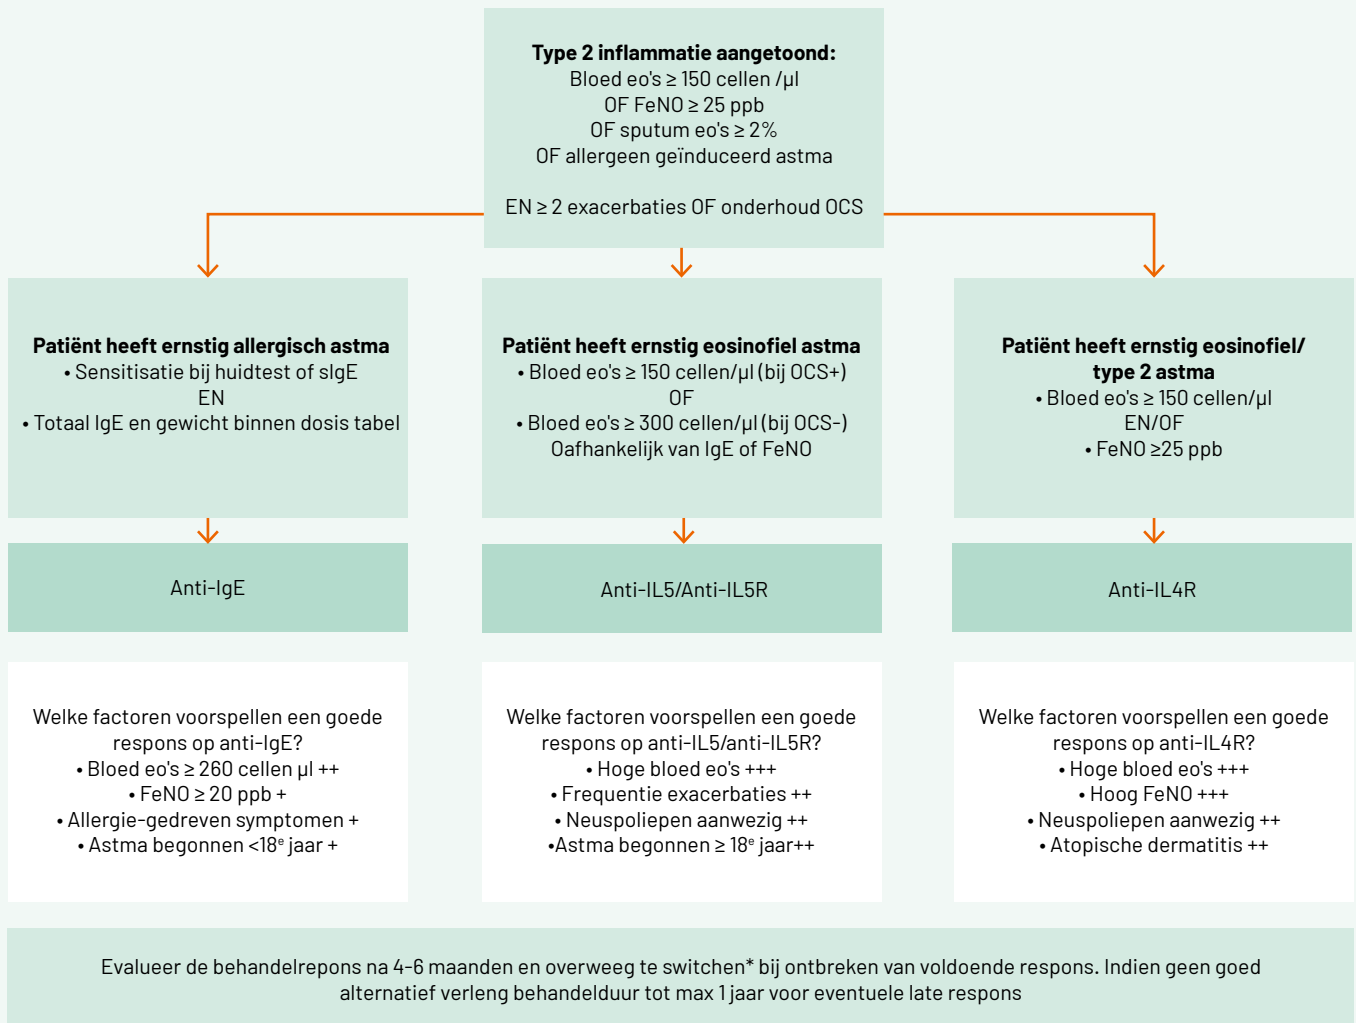 Type 2 inflammatie aangetoond:
Bloed eo's ≥ 150 cellen /µl
OF FeNO ≥ 25 ppb
OF sputum eo's ≥ 2%
OF allergeen geïnduceerd astma
EN ≥ 2 exacerbaties OF onderhoud OCS
Patiënt heeft ernstig allergisch astma
• Sensitisatie bij huidtest of sIgE
EN
• Totaal IgE en gewicht binnen dosis tabel
Patiënt heeft ernstig eosinofiel astma
• Bloed eo's ≥ 150 cellen/µl (bij OCS+)
OF
• Bloed eo's ≥ 300 cellen/µl (bij OCS-)
Oafhankelijk van IgE of FeNO
Patiënt heeft ernstig eosinofiel/
type 2 astma
• Bloed eo's ≥ 150 cellen/µl
EN/OF
• FeNO ≥25 ppb
Anti-IgE
Anti-IL5/Anti-IL5R
Anti-IL4R
Welke factoren voorspellen een goede
respons op anti-IgE?
• Bloed eo's ≥ 260 cellen µl ++
• FeNO ≥ 20 ppb +
• Allergie-gedreven symptomen +
• Astma begonnen <18ᵉ jaar +
Welke factoren voorspellen een goede
respons op anti-IL5/anti-IL5R?
• Hoge bloed eo's +++
• Frequentie exacerbaties ++
• Neuspoliepen aanwezig ++
•Astma begonnen ≥ 18ᵉ jaar++
Welke factoren voorspellen een goede
respons op anti-IL4R?
• Hoge bloed eo's +++
• Hoog FeNO +++
• Neuspoliepen aanwezig ++
• Atopische dermatitis ++
Evalueer de behandelrepons na 4-6 maanden en overweeg te switchen* bij ontbreken van voldoende respons. Indien geen goed
alternatief verleng behandelduur tot max 1 jaar voor eventuele late respons